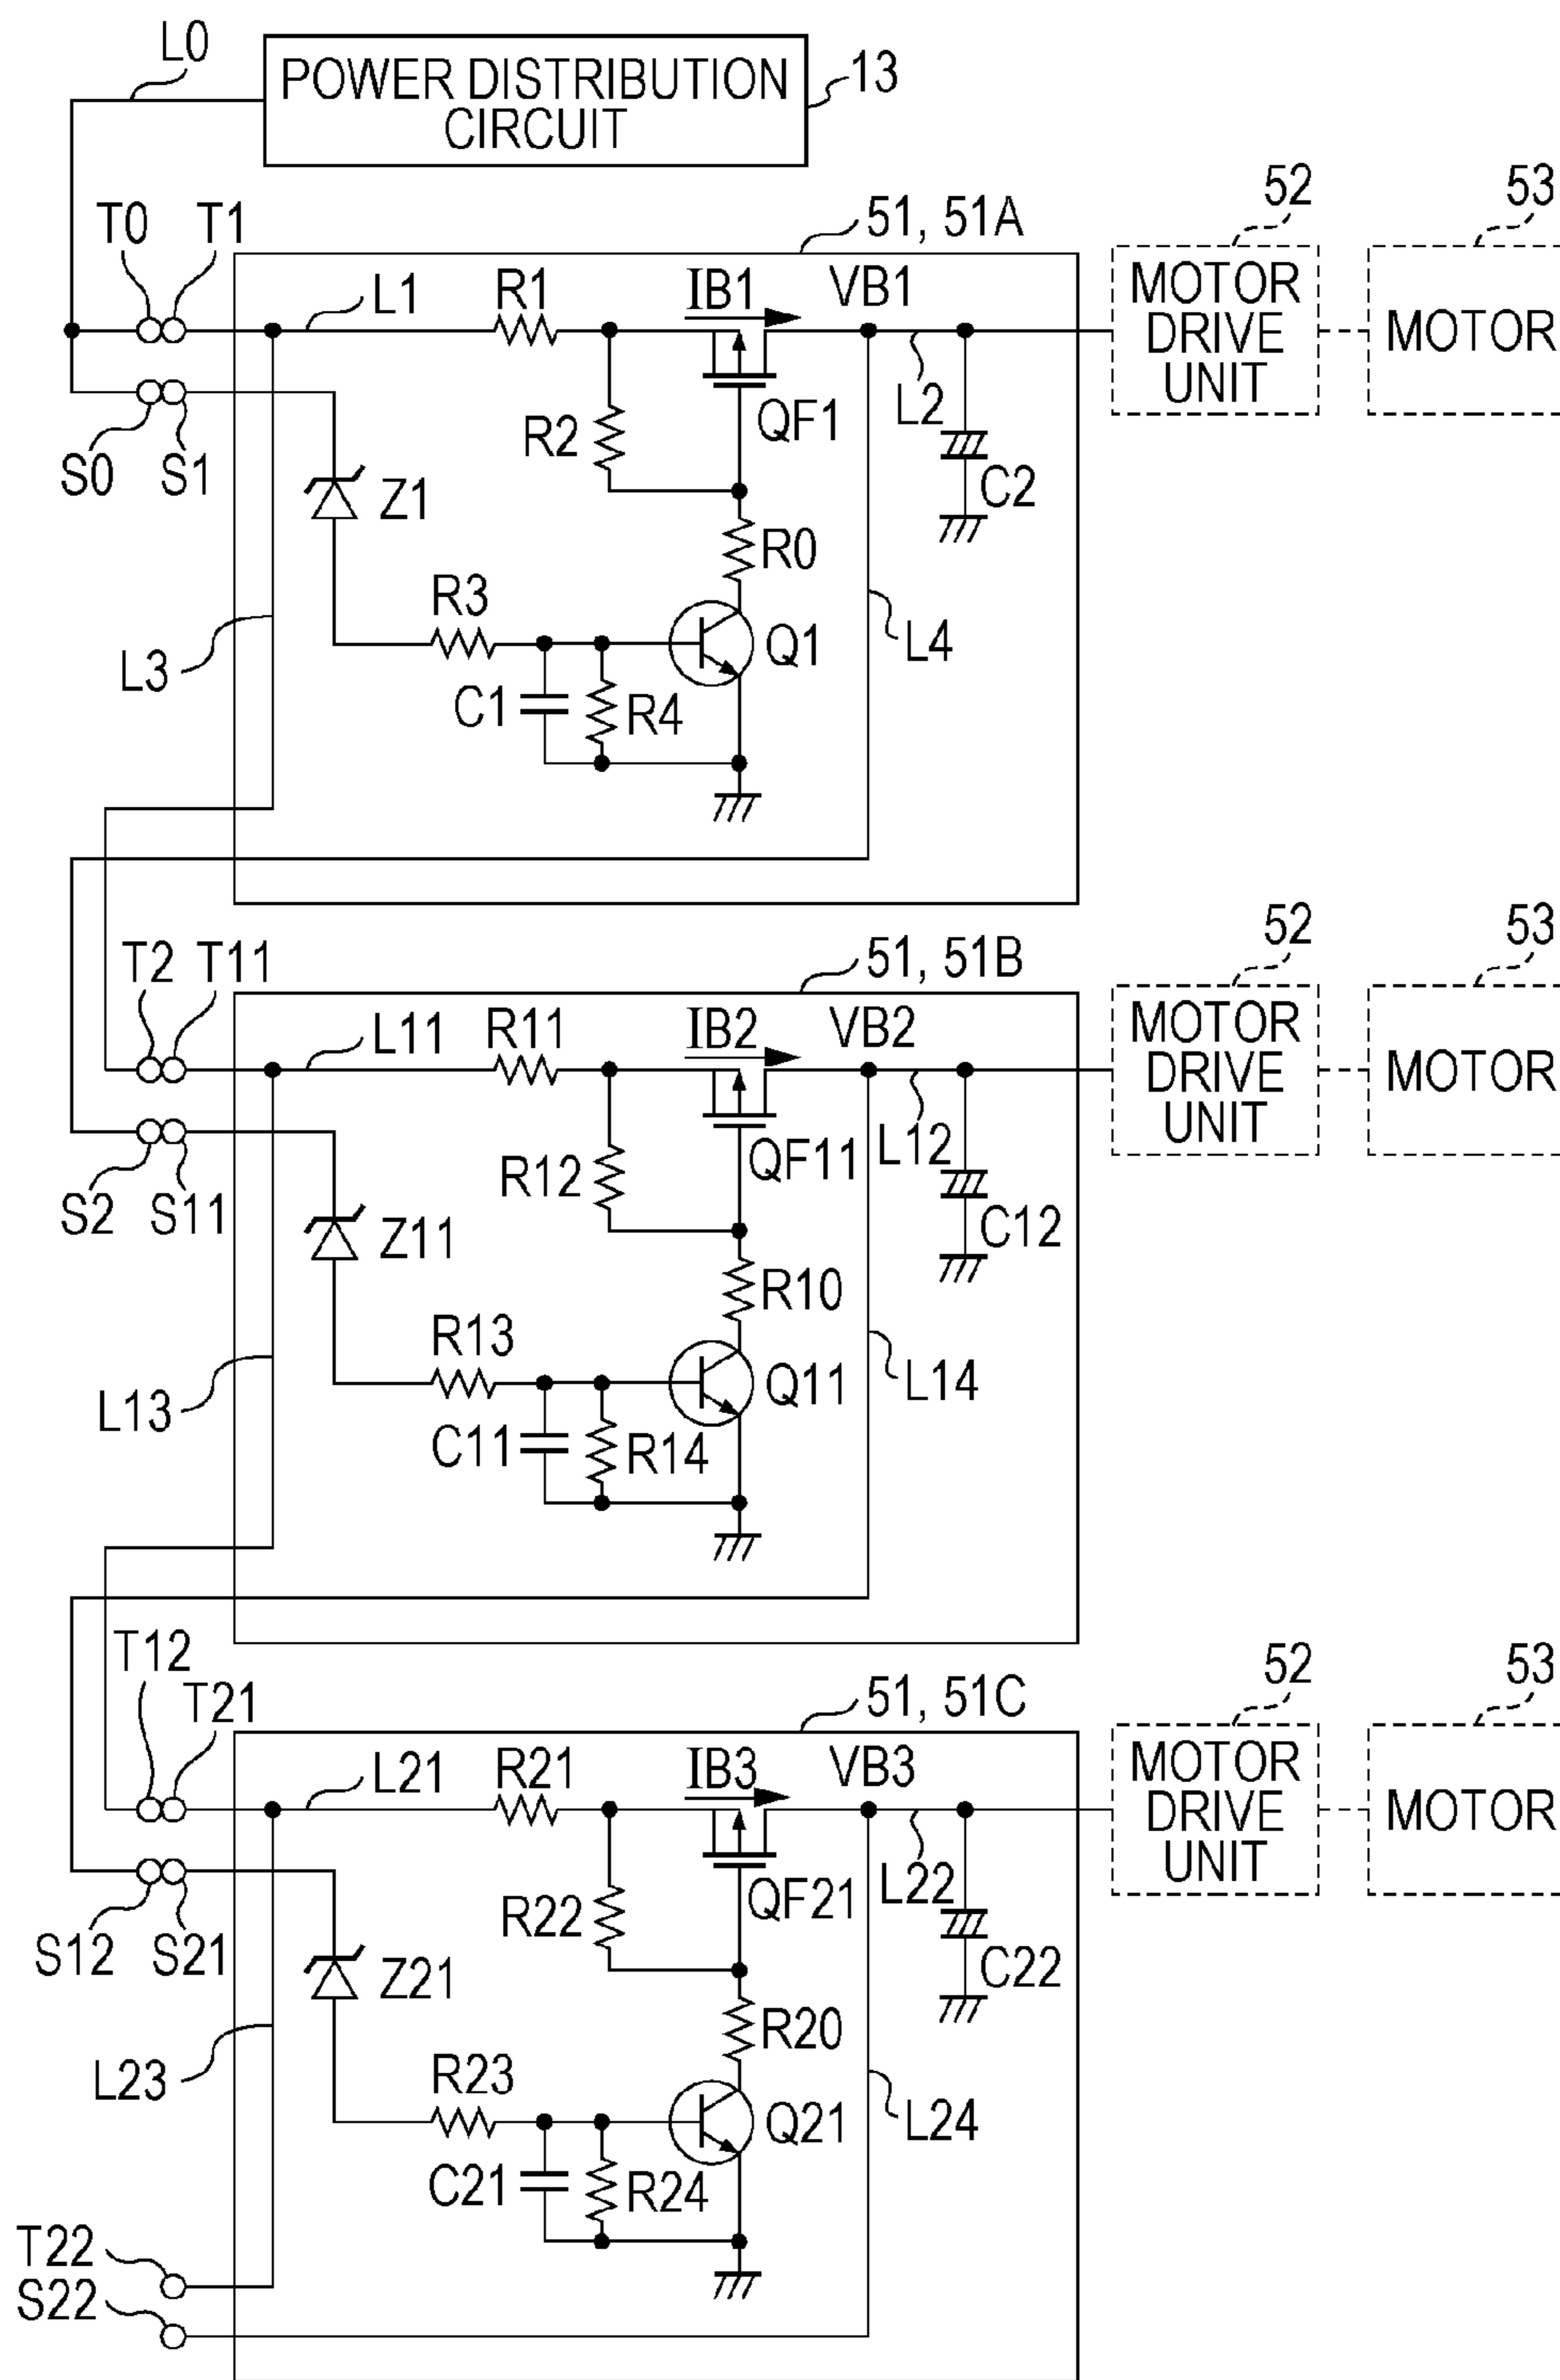 L0
POWER DISTRIBUTION
CIRCUIT
13
T0
T1
51, 51A
52
53
L1
R1
IB1
VB1
MOTOR
DRIVE
UNIT
MOTOR
S0
S1
R2
QF1
L2
Z1
C2
R0
R3
Q1
L3
L4
C1
R4
T2
T11
51, 51B
52
53
L11
R11
IB2
VB2
MOTOR
DRIVE
UNIT
MOTOR
S2
S11
R12
QF11
L12
Z11
C12
R10
R13
Q11
L13
L14
C11
R14
T12
T21
51, 51C
52
53
L21
R21
IB3
VB3
MOTOR
DRIVE
UNIT
MOTOR
S12
S21
R22
QF21
L22
Z21
C22
R20
L23
R23
Q21
L24
C21
R24
T22
S22